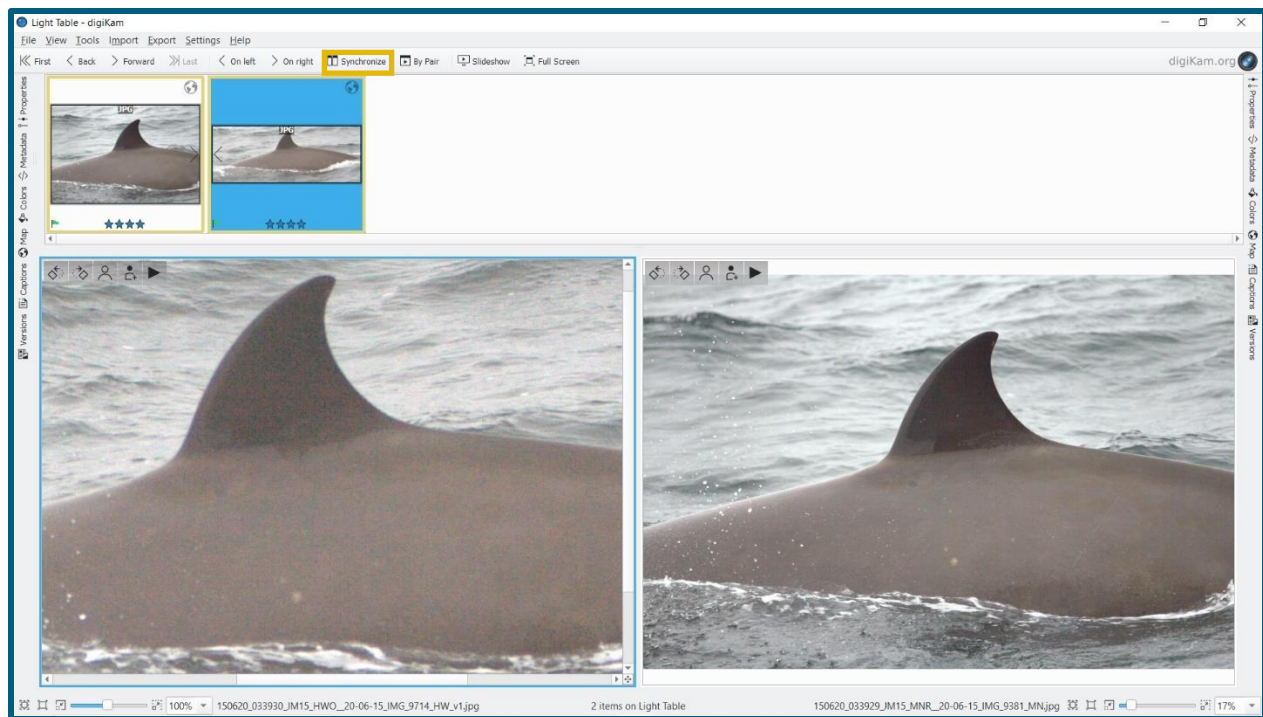 Light Table - digiKam
File View Tools Import Export Settings Help
First Back Forward Last On left On right Synchronize By Pair Slideshow Full Screen digiKam.org
JPG
JPG
Properties
Metadata
Colors
Map
Captions
Versions
Properties
Metadata
Colors
Map
Captions
Versions
100% 150620_033930_JM15_HWO__20-06-15_IMG_9714_HW_v1.jpg 2 items on Light Table 150620_033929_JM15_MNR__20-06-15_IMG_9381_MN.jpg 17%